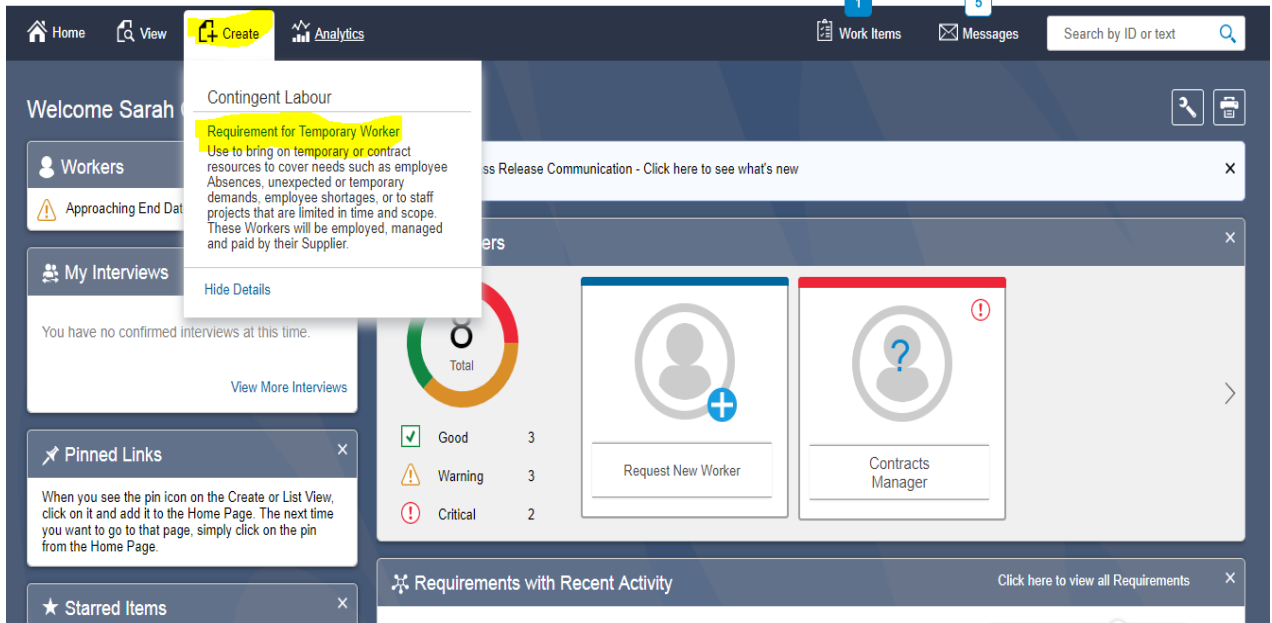 1
5
Home
View
Create
Analytics
Work Items
Messages
Search by ID or text
Welcome Sarah
Contingent Labour
Requirement for Temporary Worker
Use to bring on temporary or contract
resources to cover needs such as employee
Absences, unexpected or temporary
demands, employee shortages, or to staff
projects that are limited in time and scope.
These Workers will be employed, managed
and paid by their Supplier.
Hide Details
Workers
Approaching End Dat
ss Release Communication - Click here to see what's new
My Interviews
You have no confirmed interviews at this time.
View More Interviews
Pinned Links
When you see the pin icon on the Create or List View,
click on it and add it to the Home Page. The next time
you want to go to that page, simply click on the pin
from the Home Page.
Starred Items
ers
8
Total
Good 3
Warning 3
Critical 2
Request New Worker
?
Contracts
Manager
Requirements with Recent Activity
Click here to view all Requirements